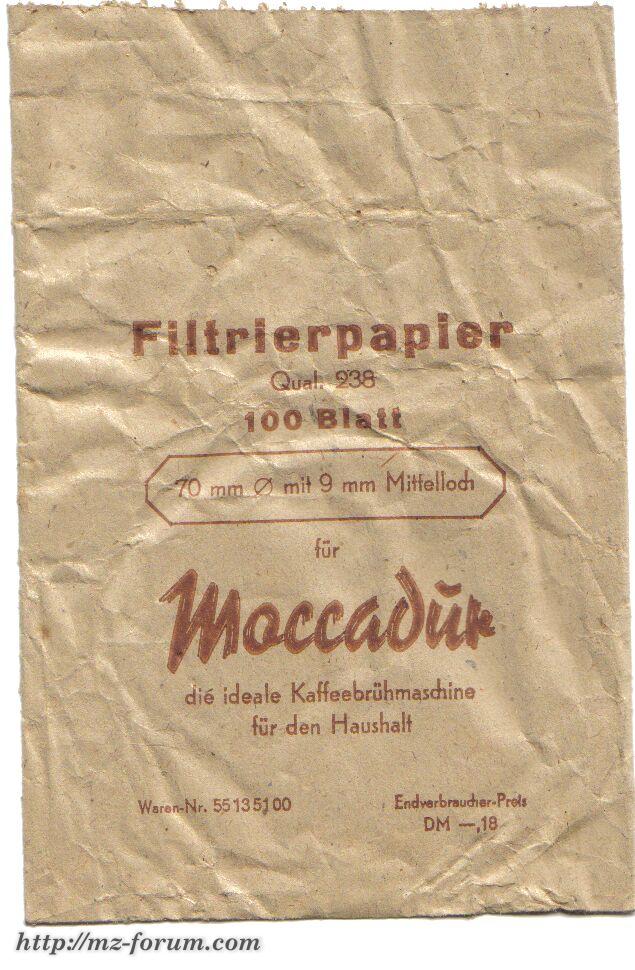 Filtrierpapier
Qual. 238
100 Blatt
70 mm Ø mit 9 mm Mittelloch
für
Moccadur
die ideale Kaffeebrühmaschine
für den Haushalt
Waren-Nr. 55135100
Endverbraucher-Preis
DM —,18
http://mz-forum.com